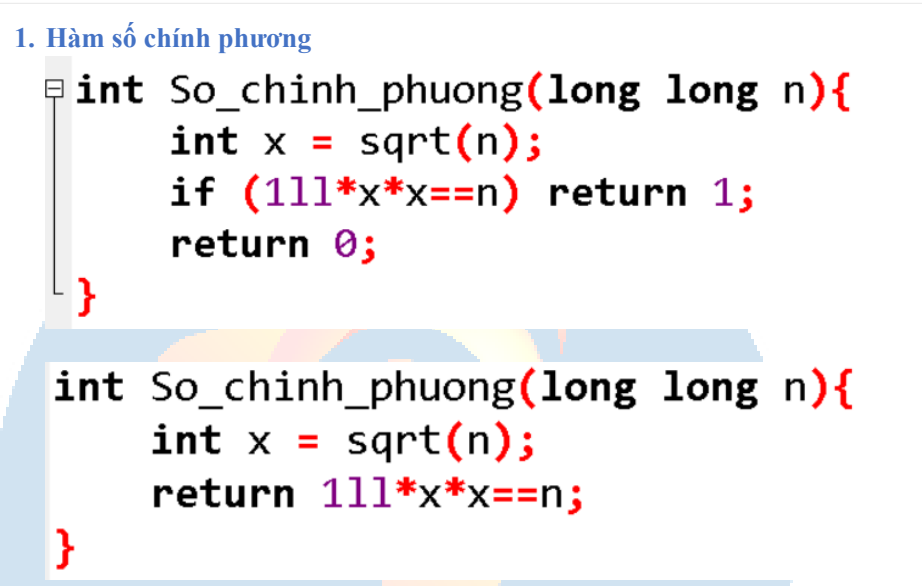 1. Hàm số chính phương
int So_chinh_phuong(long long n){
int x = sqrt(n);
if (1ll*x*x==n) return 1;
return 0;
}
int So_chinh_phuong(long long n){
int x = sqrt(n);
return 1ll*x*x==n;
}